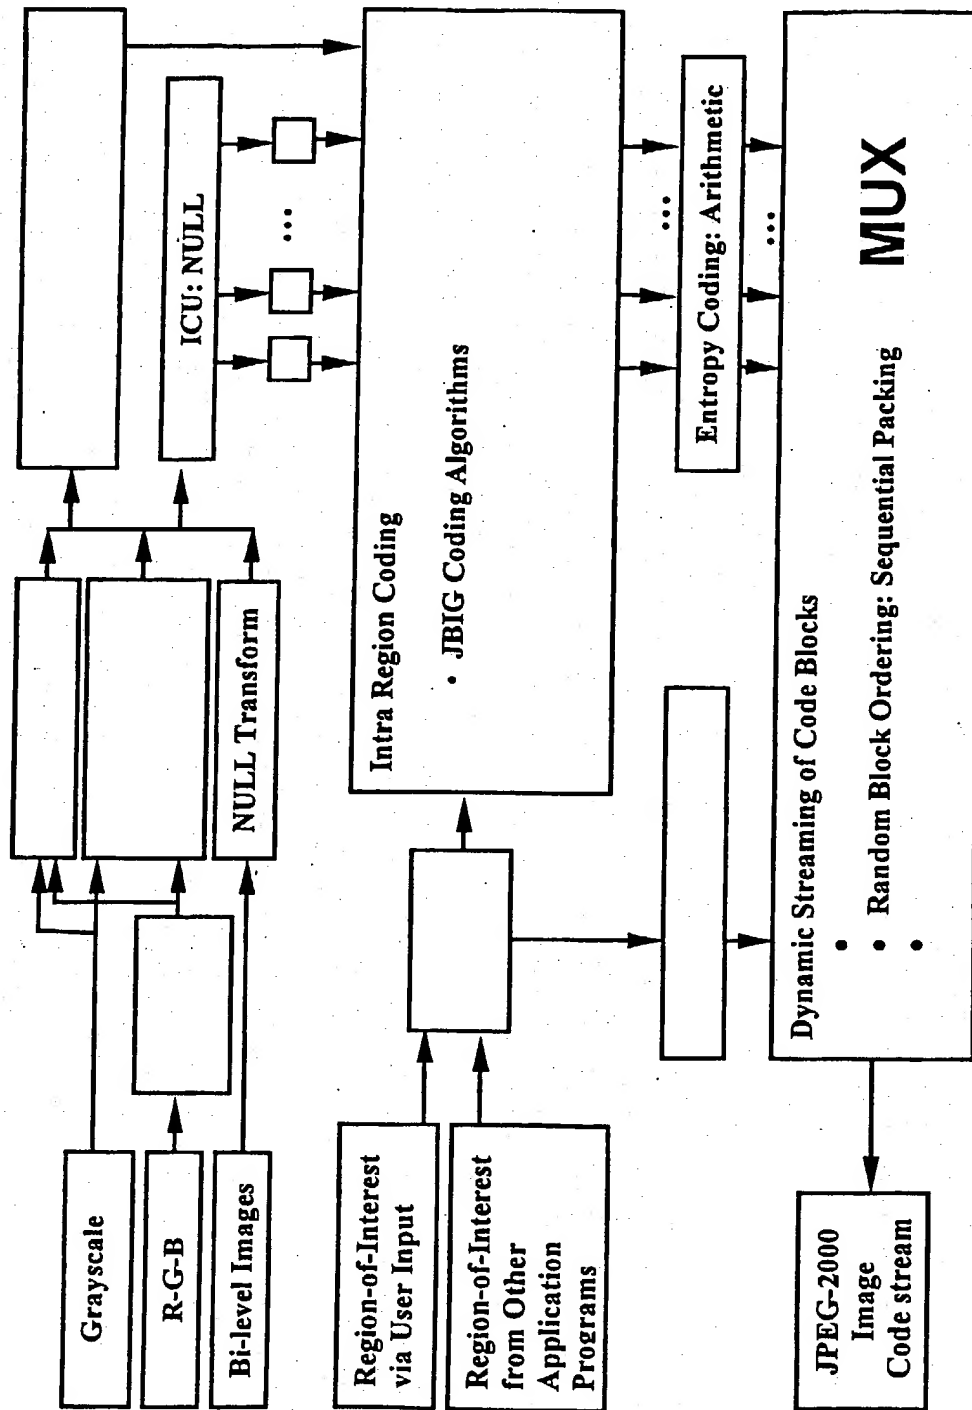 Grayscale
R-G-B
Bi-level Images
NULL Transform
ICU: NULL
...
Region-of-Interest
via User Input
Region-of-Interest
from Other
Application
Programs
Intra Region Coding
• JBIG Coding Algorithms
...
Entropy Coding: Arithmetic
...
Dynamic Streaming of Code Blocks
•
• Random Block Ordering: Sequential Packing
•
MUX
JPEG-2000
Image
Code stream